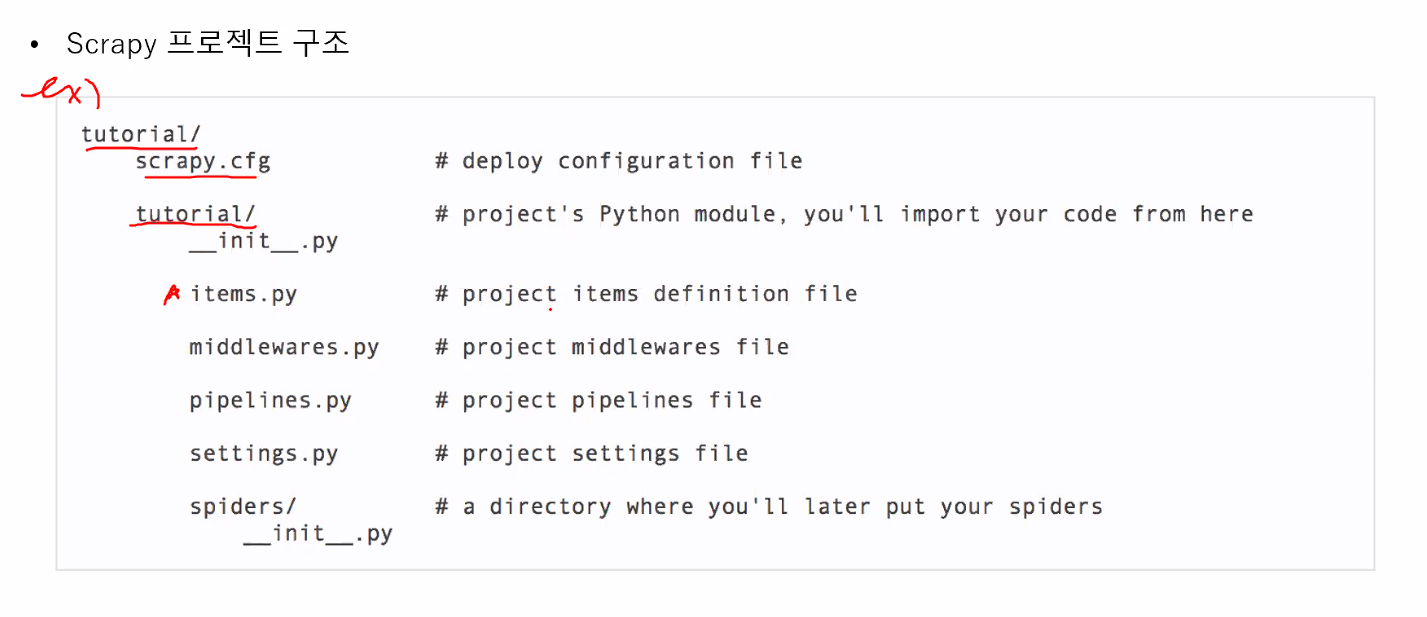 • Scrapy 프로젝트 구조
ex)
tutorial/
scrapy.cfg # deploy configuration file
tutorial/ # project's Python module, you'll import your code from here
__init__.py
items.py # project items definition file
middlewares.py # project middlewares file
pipelines.py # project pipelines file
settings.py # project settings file
spiders/ # a directory where you'll later put your spiders
__init__.py